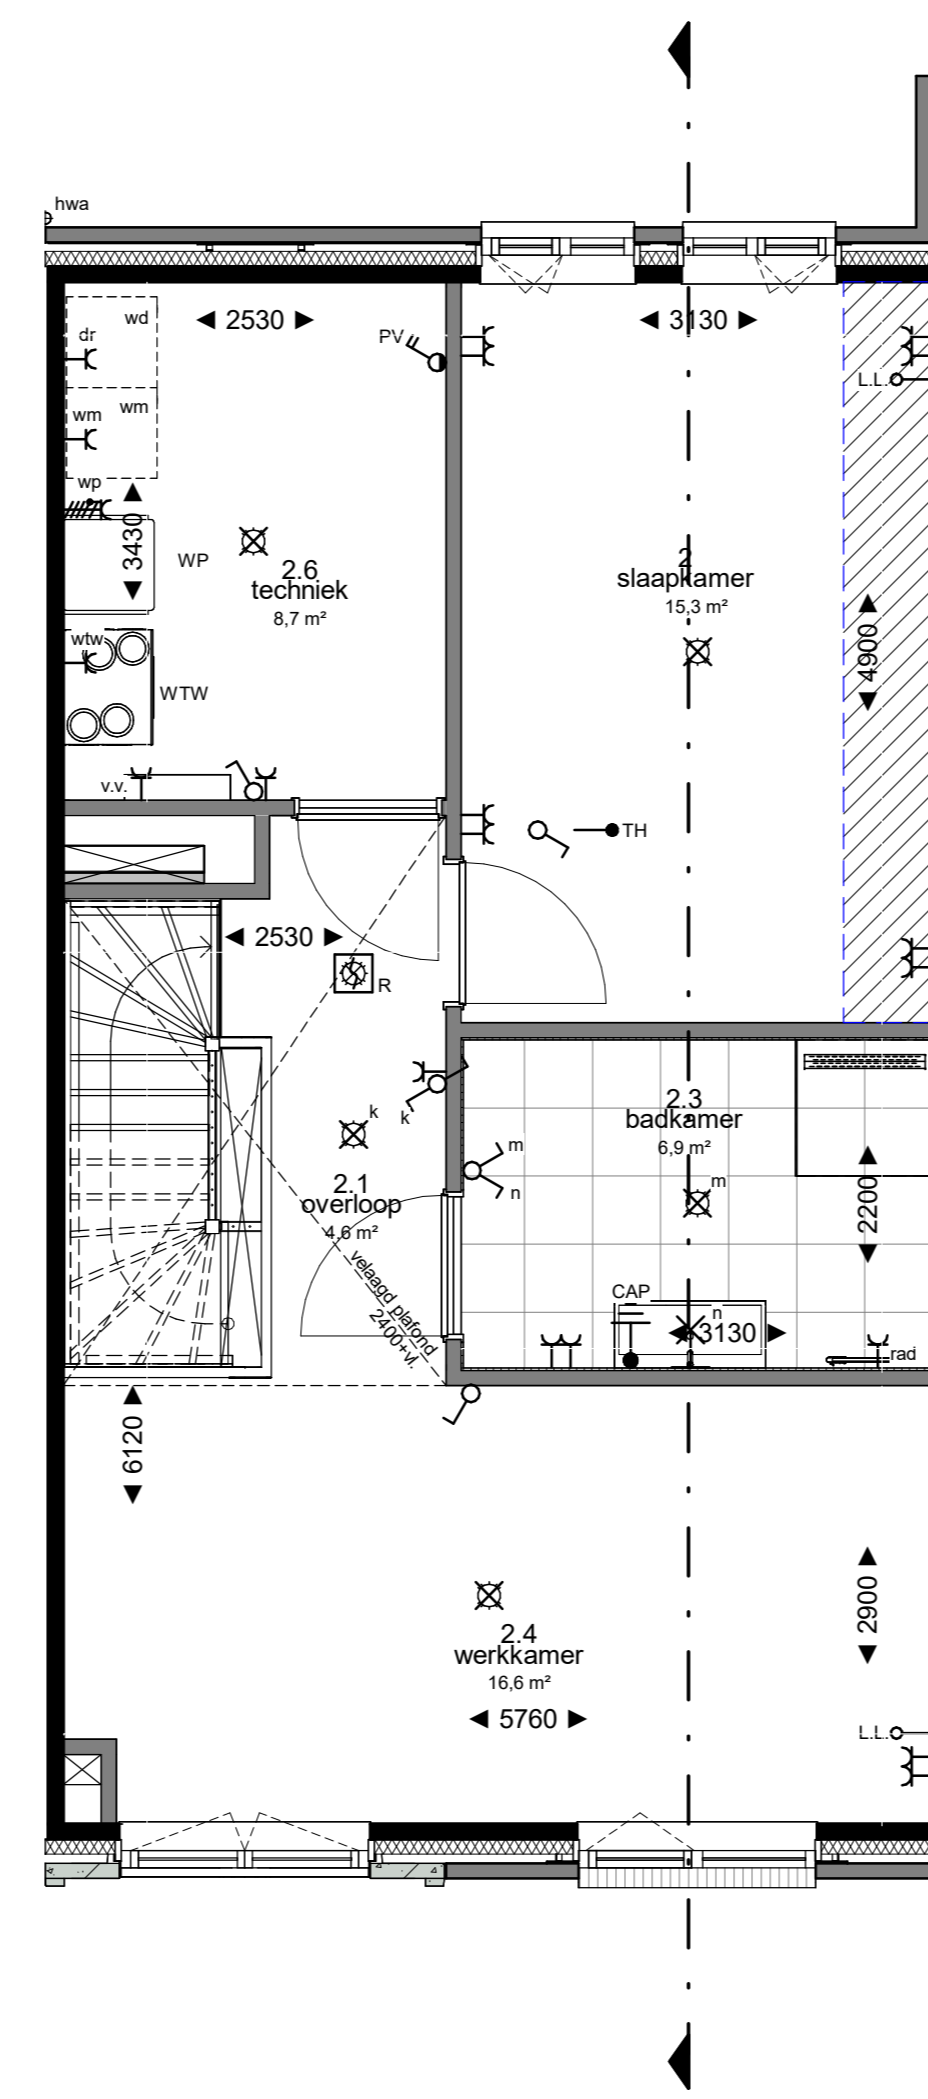 hwa
2530
3130
PV
wd
dr
wm
wm
L.L.
wp
3430
WP
2.6
techniek
8,7 m²
2
slaapkamer
15,3 m²
4900
wtw
WTW
v.v.
TH
2530
R
k
k
2.3
badkamer
6,9 m²
m
n
m
2200
2.1
overloop
4.6 m²
velaagd plafond
2400+vl.
CAP
n
3130
rad
6120
2900
2.4
werkkamer
16,6 m²
5760
L.L.